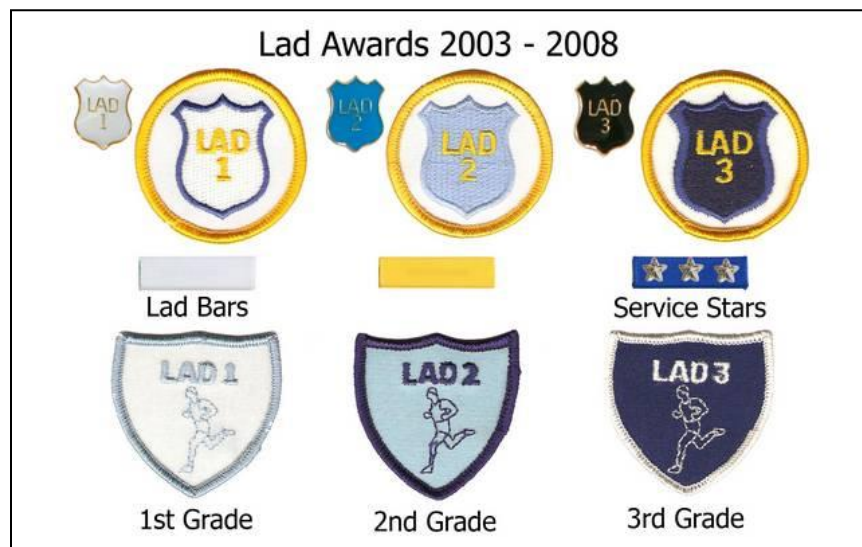 Lad Awards 2003 - 2008
LAD
1
LAD
1
LAD
2
LAD
2
LAD
3
LAD
3
Lad Bars
Service Stars
LAD 1
LAD 2
LAD 3
1st Grade
2nd Grade
3rd Grade